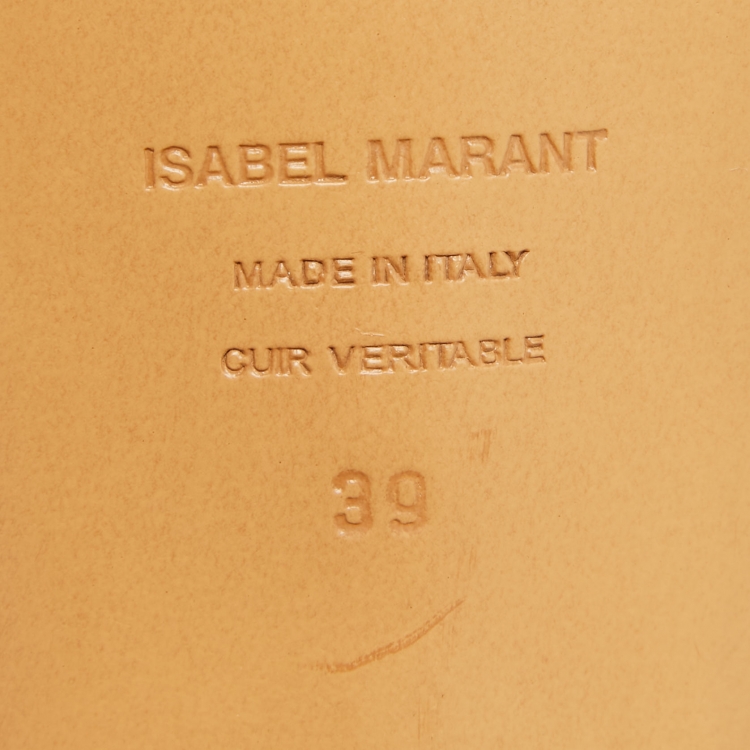 ISABEL MARANT
MADE IN ITALY
CUIR VERITABLE
39